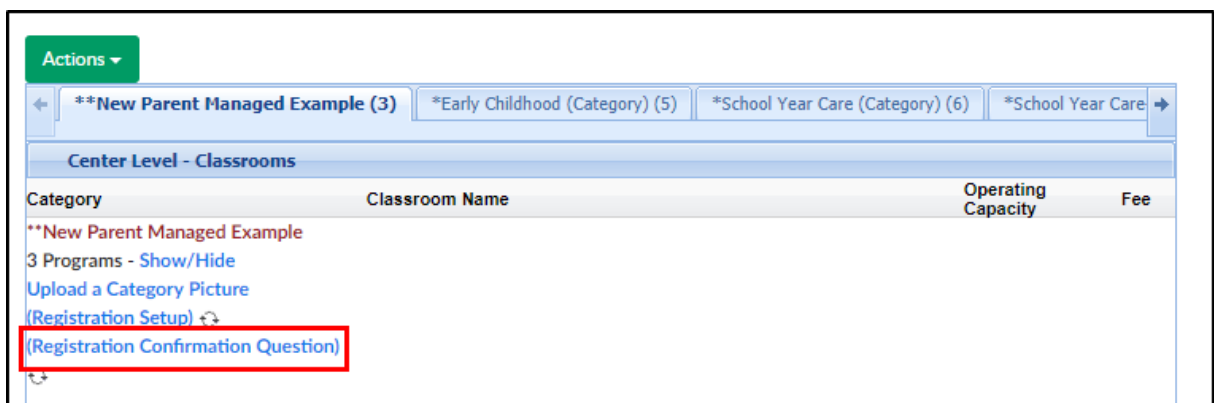 Actions
**New Parent Managed Example (3) *Early Childhood (Category) (5) *School Year Care (Category) (6) *School Year Care
Center Level - Classrooms
Category Classroom Name Operating Capacity Fee
**New Parent Managed Example
3 Programs - Show/Hide
Upload a Category Picture
(Registration Setup)
(Registration Confirmation Question)